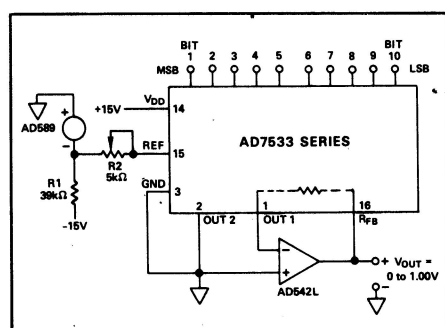 BIT
1 2 3 4 5 6 7 8 9
BIT
10
MSB
LSB
+15V
VDD
14
AD7533 SERIES
+
AD589
-
REF
15
R2
5kΩ
GND
3
R1
39kΩ
-15V
2
OUT 2
1
OUT 1
16
RFB
-
+
AD542L
+ VOUT =
0 to 1.00V
-